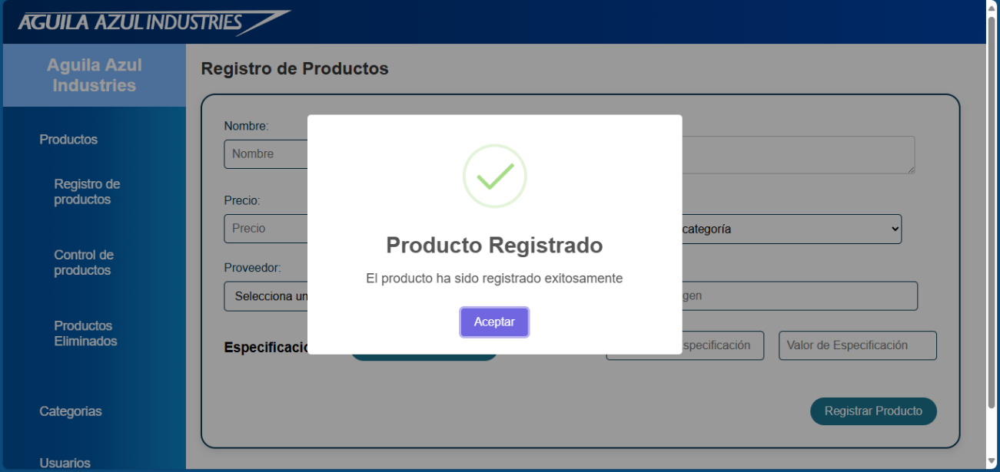 AGUILA AZUL INDUSTRIES
Aguila Azul
Industries
Productos
Registro de
productos
Control de
productos
Productos
Eliminados
Categorias
Usuarios
Registro de Productos
Nombre:
Nombre
Precio:
Precio
categoría
Proveedor:
Selecciona un
gen
Especificacio
specificación
Valor de Especificación
Registrar Producto
Producto Registrado
El producto ha sido registrado exitosamente
Aceptar